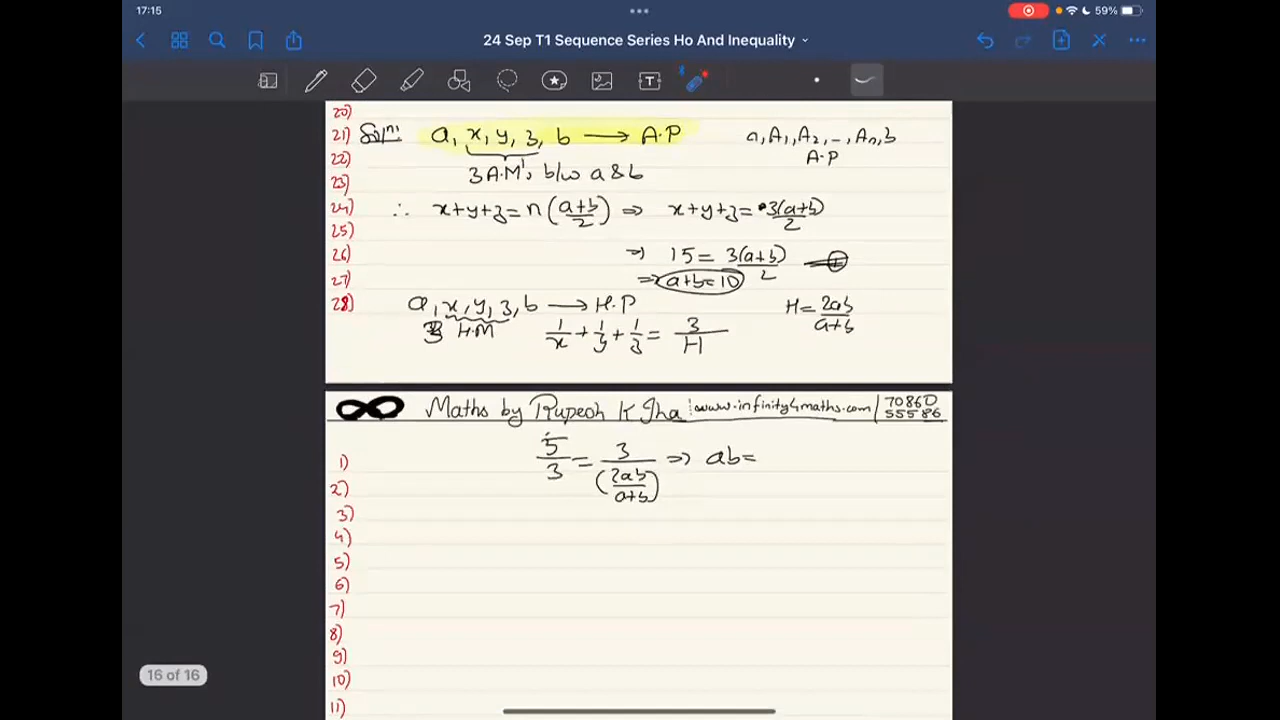 17:15
59%
24 Sep T1 Sequence Series Ho And Inequality
20)
21) Solnⁿ: a, x, y, z, b → A.P
a, A₁, A₂, ..., Aₙ, b
A.P
22) 3 A.M's b/w a & b
23)
24) ∴ x+y+z = n(a+b/2) ⇒ x+y+z = 3(a+b)/2
25)
26) ⇒ 15 = 3(a+b)/2 — ①
27) ⇒ a+b=10
28) a, x, y, z, b → H.P
3 H.M
1/x + 1/y + 1/z = 3/H
H = 2ab/a+b
∞ Maths by Rupesh K Jha | www.infinity4maths.com | 70860 55586
1) 5/3 = 3/(2ab/a+b) ⇒ ab=
2)
3)
4)
5)
6)
7)
8)
9)
10)
11)
16 of 16